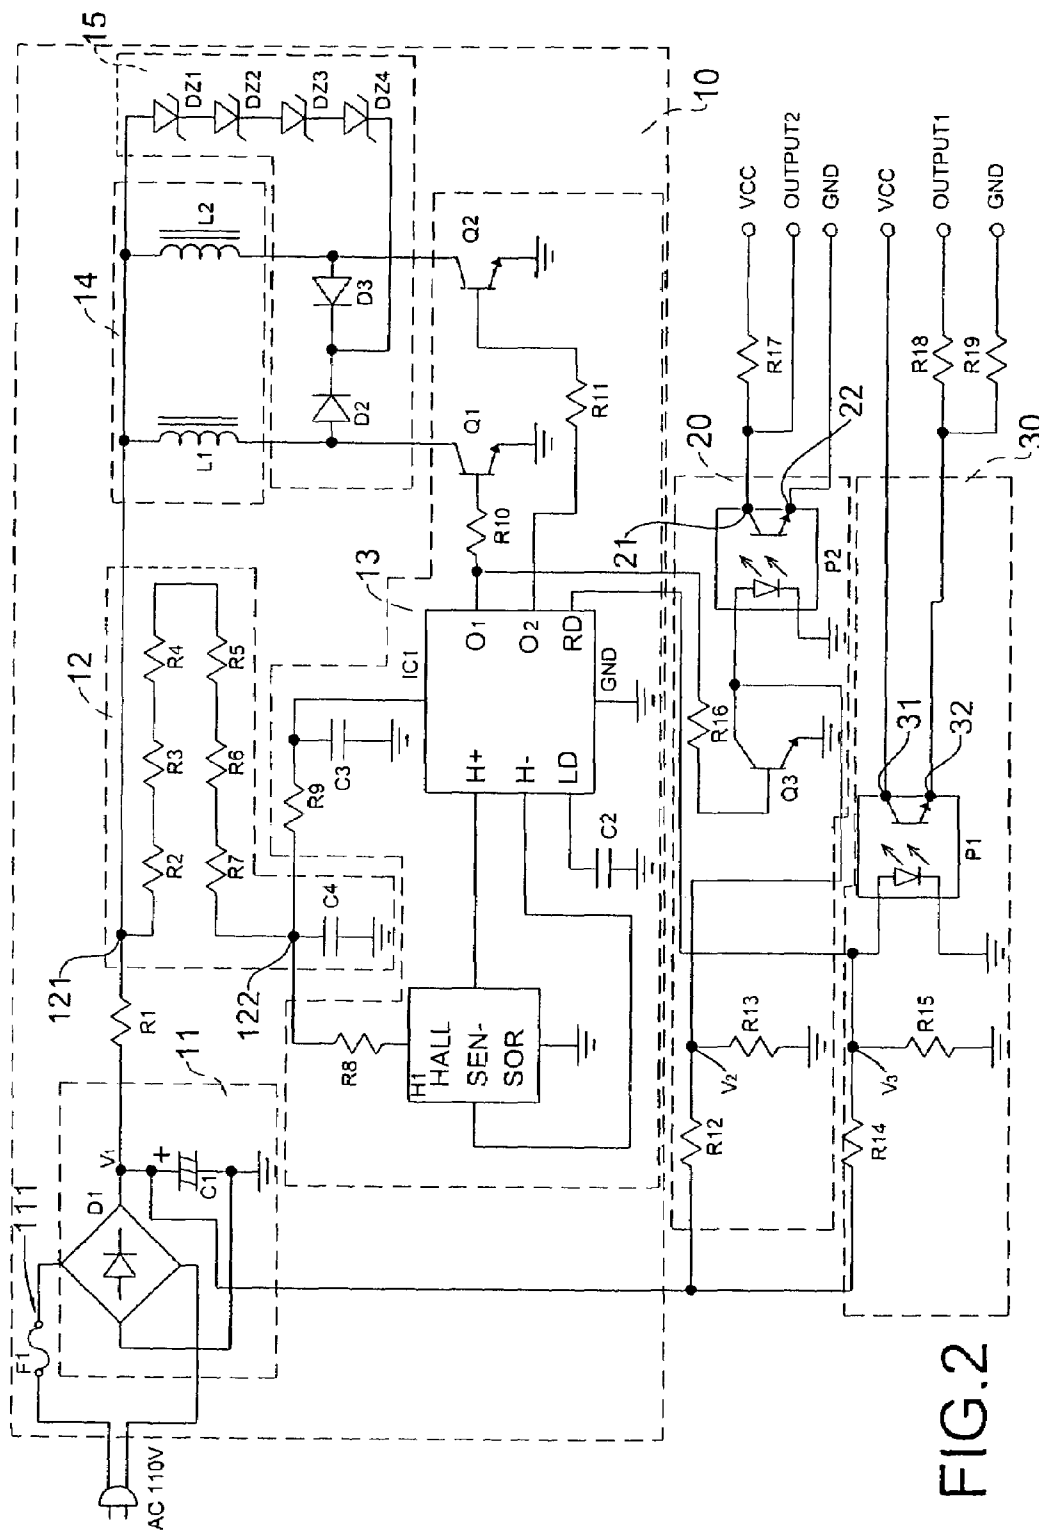 FIG.2
AC 110V
F1
111
D1
V1
+
C1
11
R1
121
12
R2
R3
R4
R5
R6
R7
122
C4
R9
C3
R8
H1
HALL
SEN-
SOR
13
IC1
H+
H-
LD
O1
O2
RD
GND
C2
R10
R11
Q1
Q2
14
L1
L2
15
DZ1
DZ2
DZ3
DZ4
D2
D3
10
R12
V2
R13
R16
Q3
20
21
22
P2
R17
VCC
OUTPUT2
GND
R14
V3
R15
P1
31
32
30
R18
R19
VCC
OUTPUT1
GND